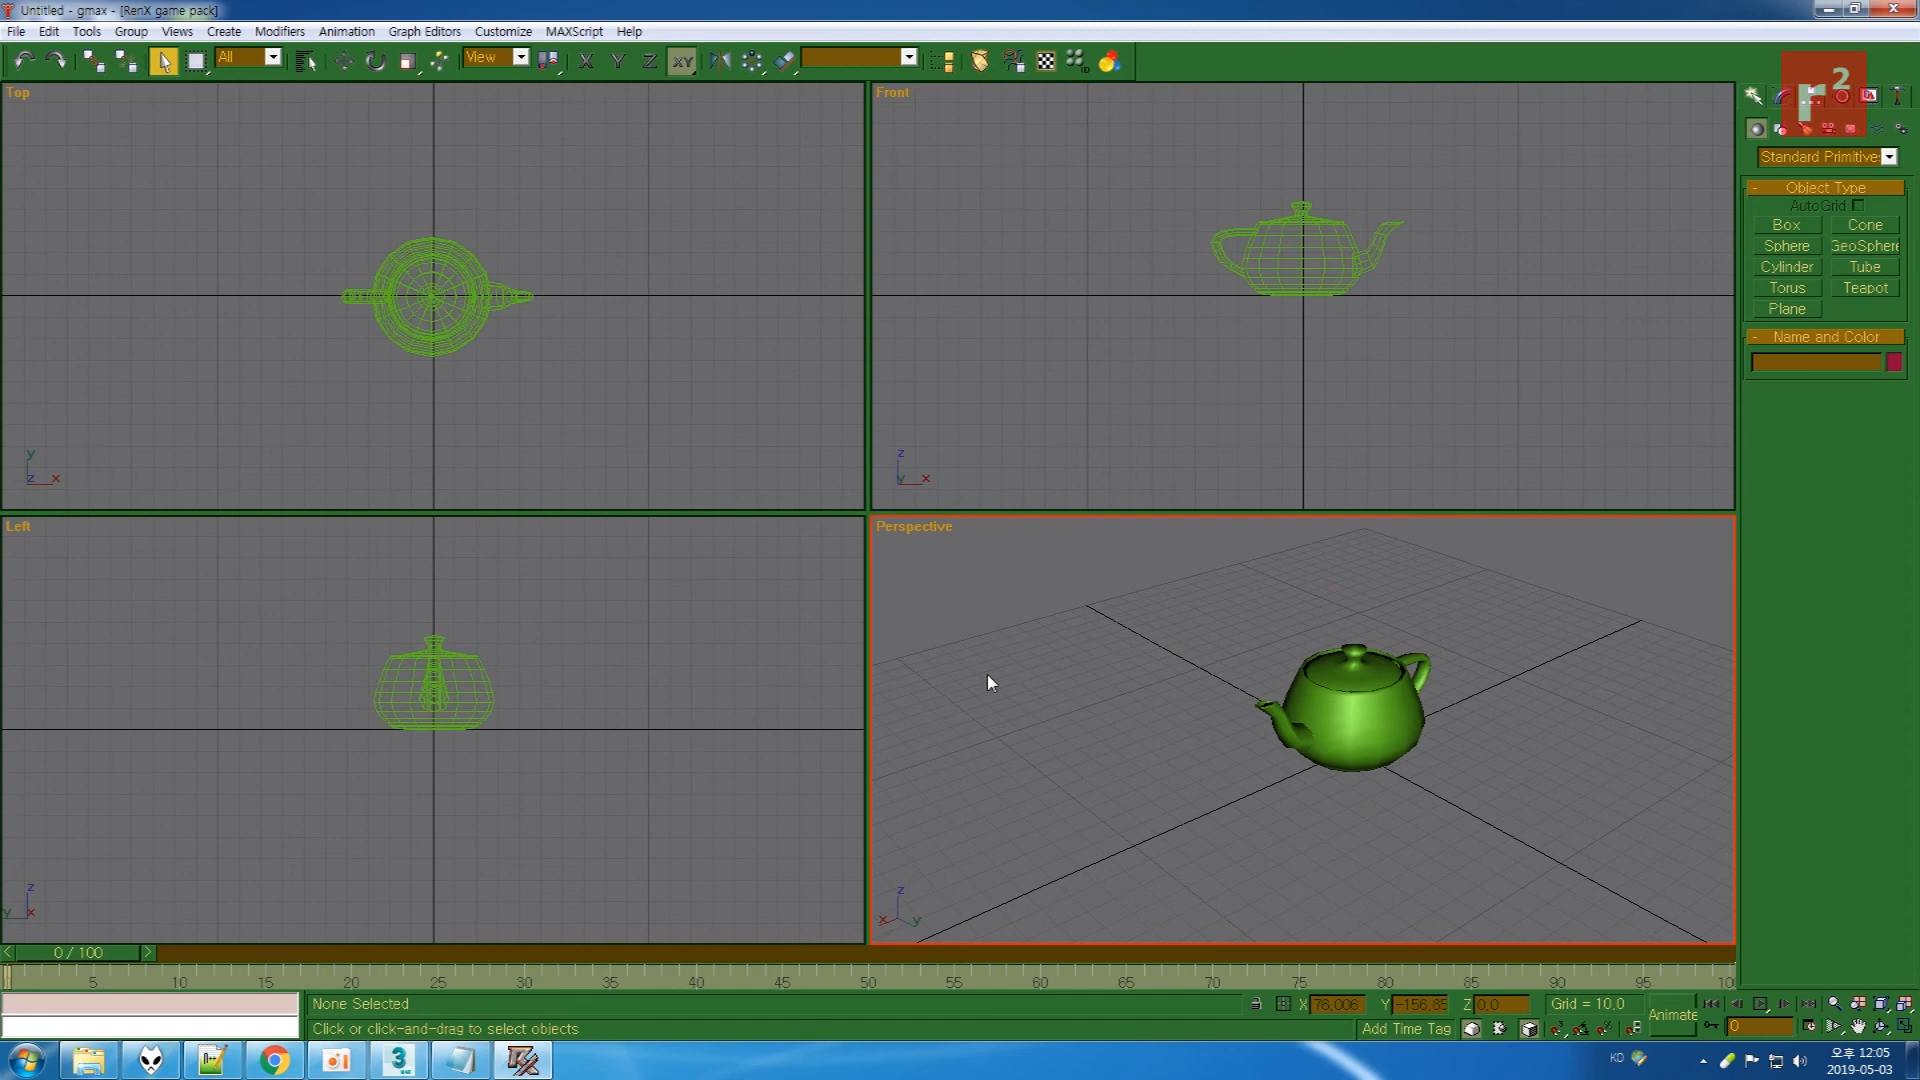 Untitled - gmax - [RenX game pack]
File Edit Tools Group Views Create Modifiers Animation Graph Editors Customize MAXScript Help
All View X Y Z XY ID
r²
Top
Front
Standard Primitive
- Object Type
AutoGrid
Box Cone
Sphere GeoSphere
Cylinder Tube
Torus Teapot
Plane
- Name and Color
y
z x
z
y x
Left
Perspective
z
y x
z
x y
< 0 / 100 >
5 10 15 20 25 30 35 40 45 50 55 60 65 70 75 80 85 90 95 100
None Selected X 76,006 Y -156,85 Z 0,0 Grid = 10,0 Animate
Click or click-and-drag to select objects Add Time Tag 0
KO 오후 12:05
2019-05-03